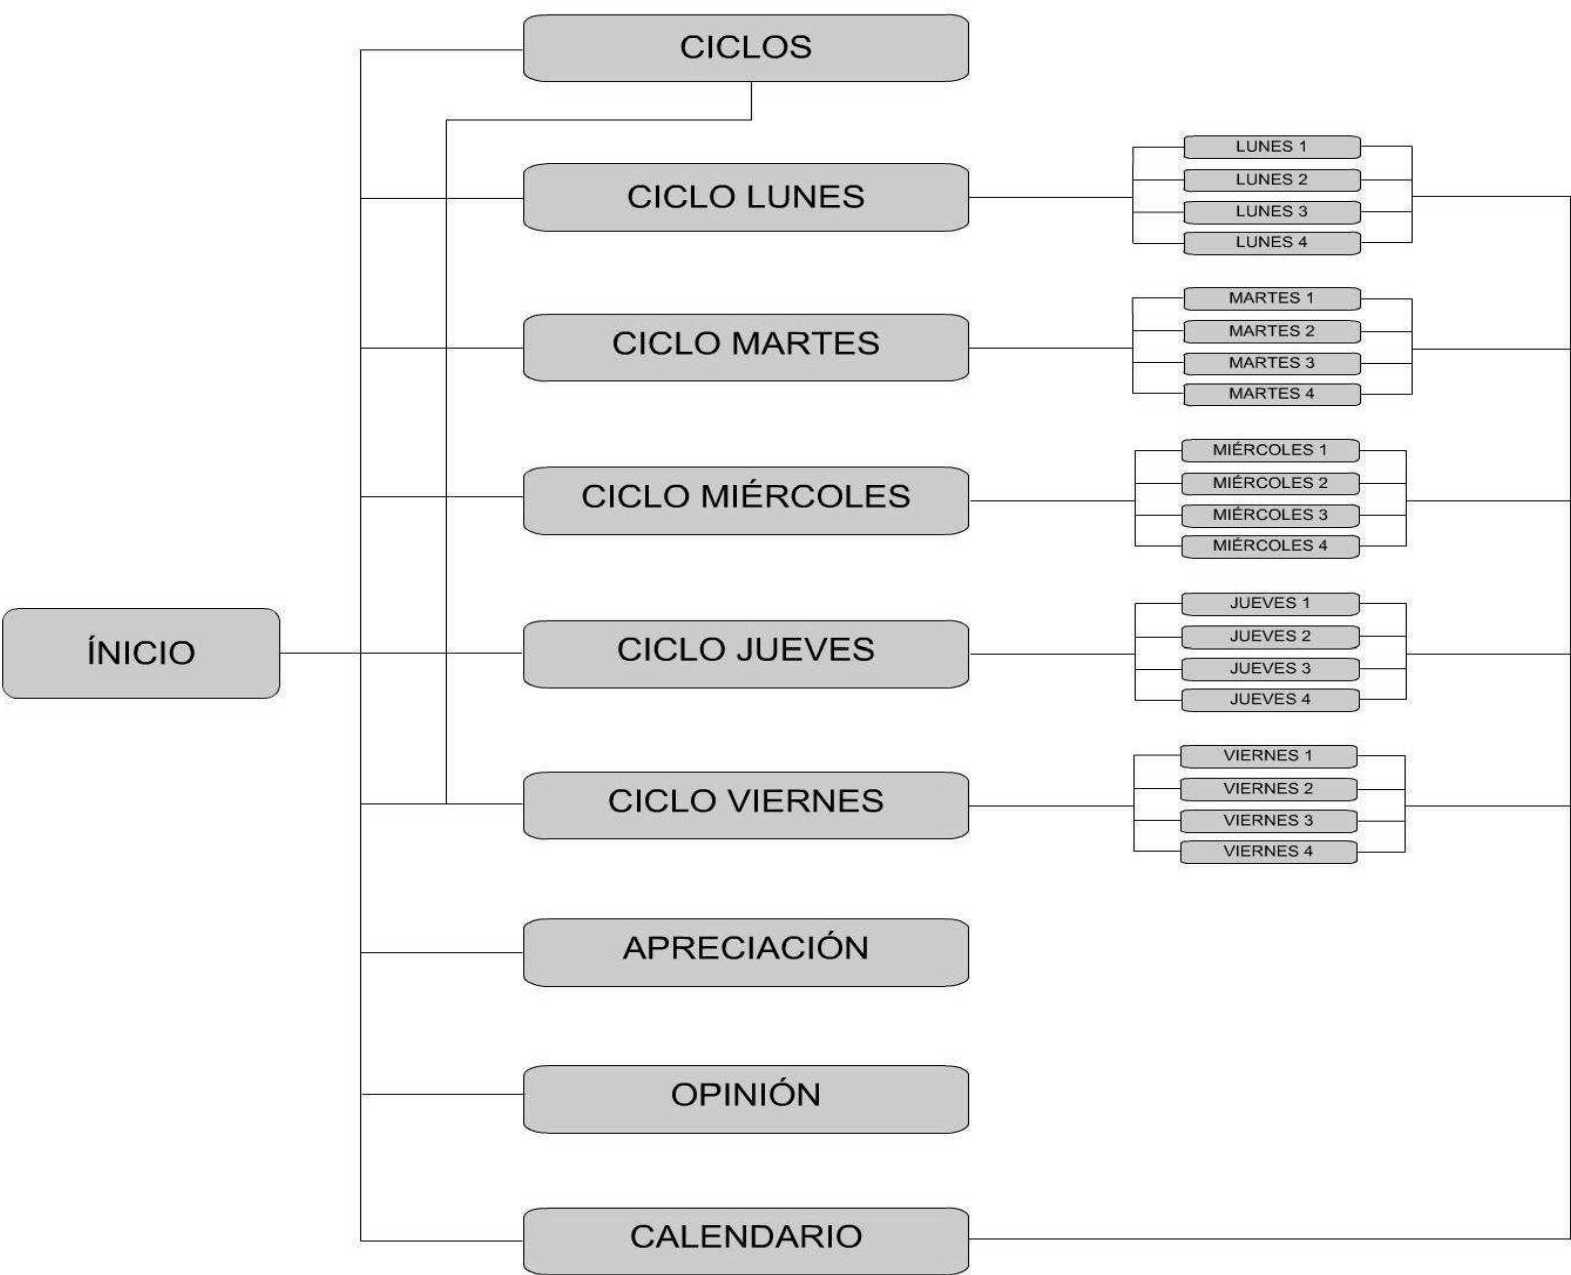 CICLOS
CICLO LUNES
LUNES 1
LUNES 2
LUNES 3
LUNES 4
CICLO MARTES
MARTES 1
MARTES 2
MARTES 3
MARTES 4
CICLO MIÉRCOLES
MIÉRCOLES 1
MIÉRCOLES 2
MIÉRCOLES 3
MIÉRCOLES 4
ÍNICIO
CICLO JUEVES
JUEVES 1
JUEVES 2
JUEVES 3
JUEVES 4
CICLO VIERNES
VIERNES 1
VIERNES 2
VIERNES 3
VIERNES 4
APRECIACIÓN
OPINIÓN
CALENDARIO